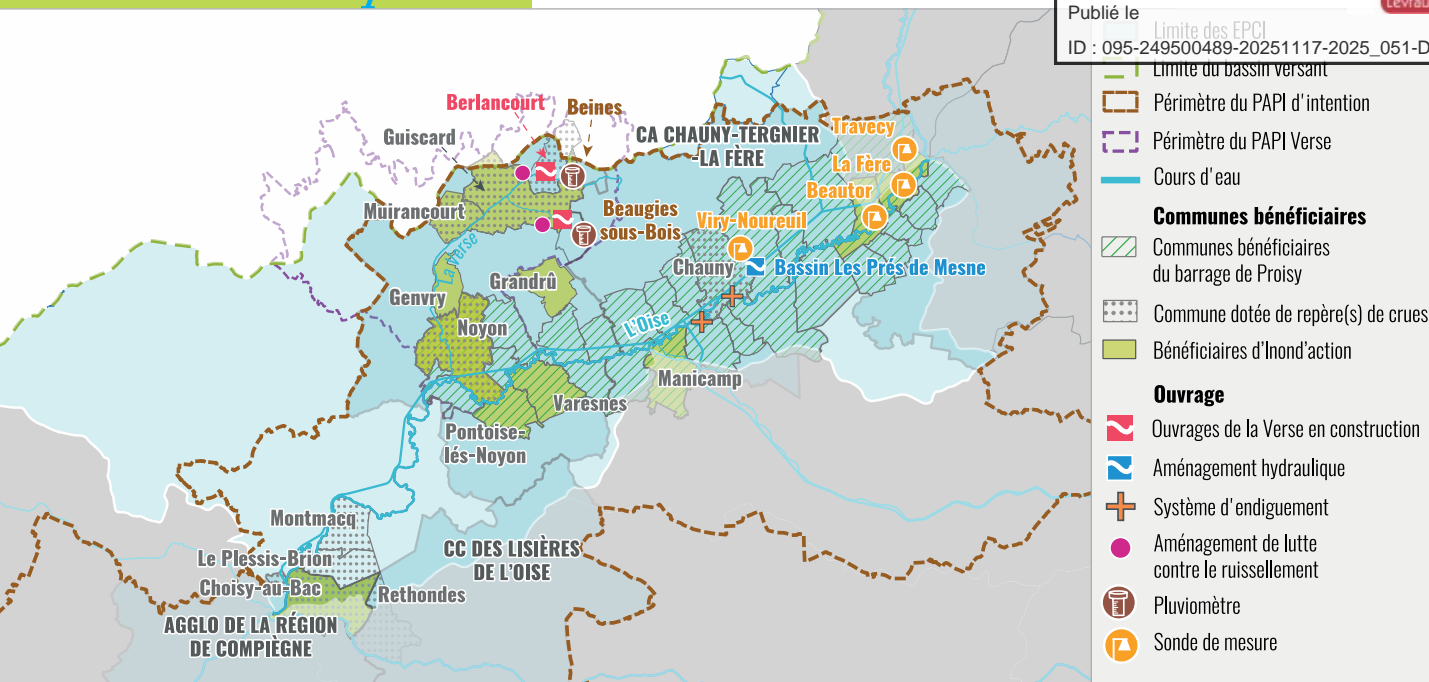 Publié le
Levrau
ID : 095-249500489-20251117-2025_051-D
Limite des EPCI
Limite du bassin versant
Périmètre du PAPI d'intention
Périmètre du PAPI Verse
Cours d'eau
Communes bénéficiaires
Communes bénéficiaires
du barrage de Proisy
Commune dotée de repère(s) de crues
Bénéficiaires d'Inond'action
Ouvrage
Ouvrages de la Verse en construction
Aménagement hydraulique
Système d'endiguement
Aménagement de lutte
contre le ruissellement
Pluviomètre
Sonde de mesure
Berlancourt
Beines
Guiscard
CA CHAUNY-TERGNIER
-LA FÈRE
Travecy
La Fère
Beautor
Muirancourt
Beaugies
sous-Bois
Viry-Noureuil
La Verse
Chauny
Bassin Les Prés de Mesne
Grandrû
Genvry
Noyon
L'Oise
Manicamp
Varesnes
Pontoise-
lés-Noyon
Montmacq
Le Plessis-Brion
Choisy-au-Bac
Rethondes
CC DES LISIÈRES
DE L'OISE
AGGLO DE LA RÉGION
DE COMPIÈGNE